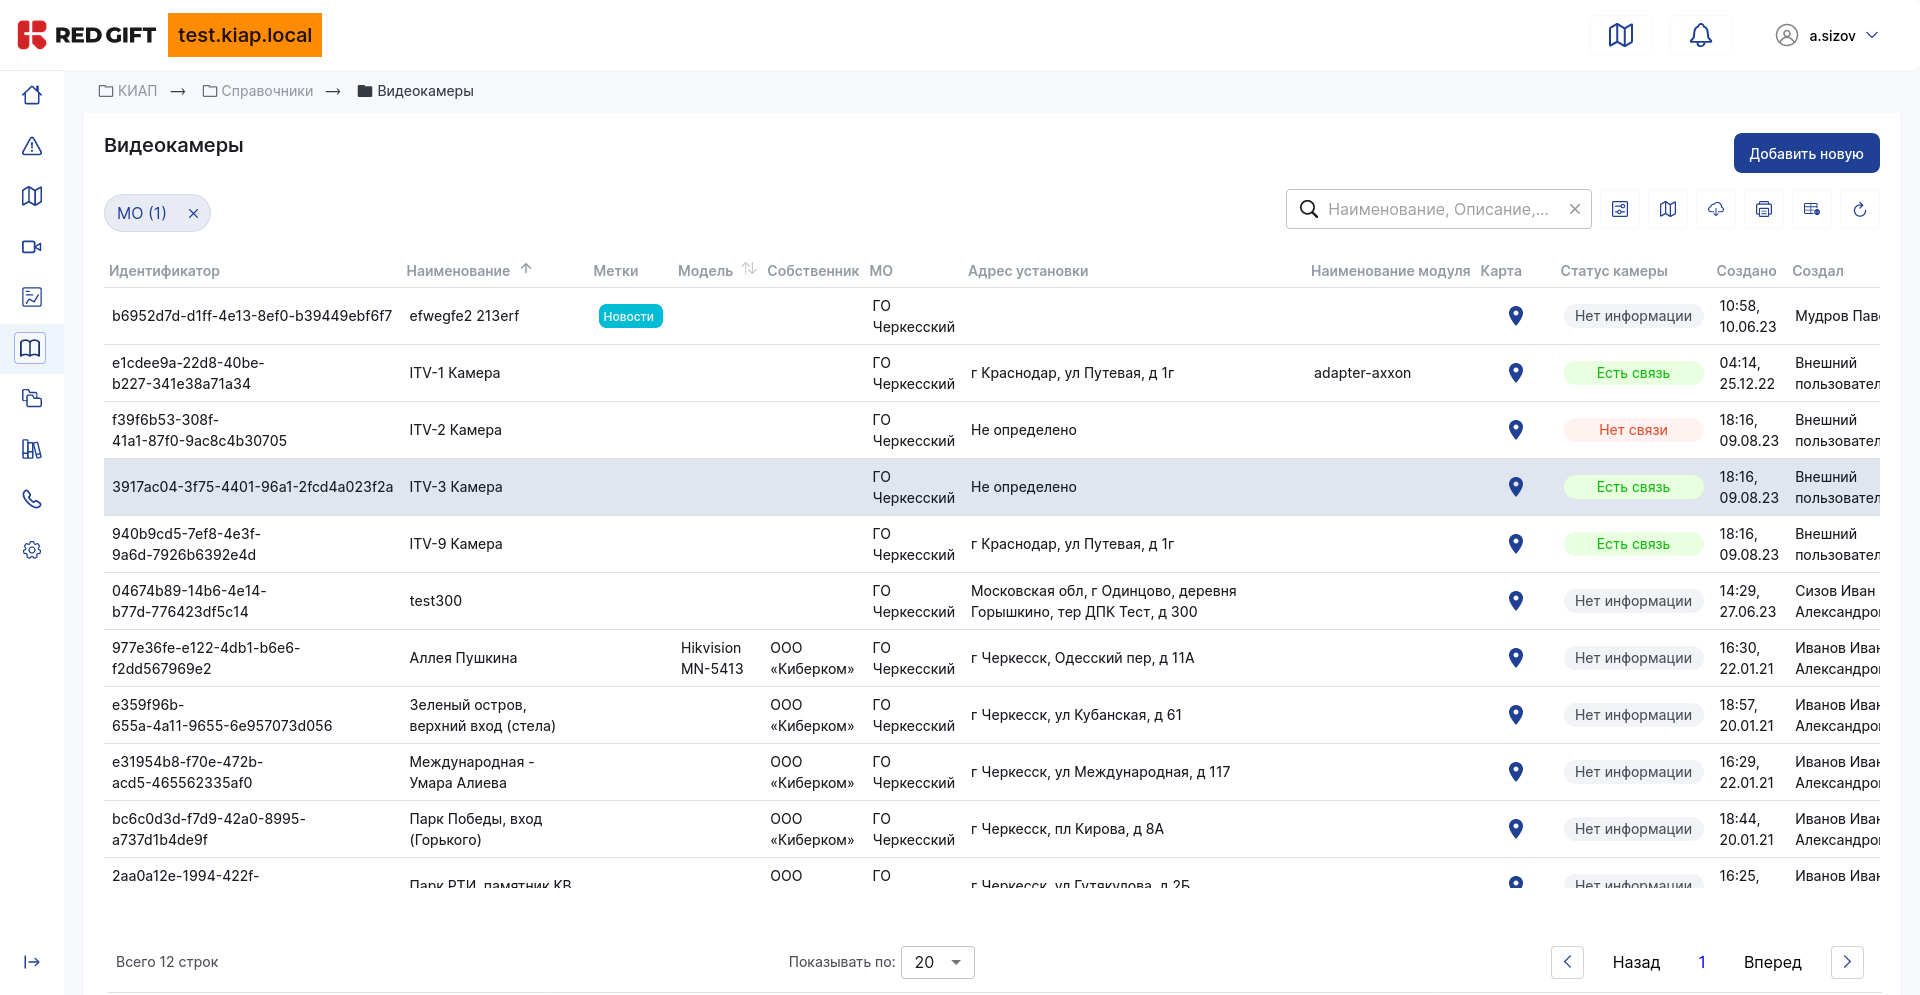 RED GIFT test.kiap.local a.sizov
КИАП → Справочники → Видеокамеры
Видеокамеры
Добавить новую
МО (1)
Наименование, Описание,...
Идентификатор Наименование Метки Модель Собственник МО Адрес установки Наименование модуля Карта Статус камеры Создано Создал
b6952d7d-d1ff-4e13-8ef0-b39449ebf6f7 efwegfe2 213erf Новости ГО Черкесский Нет информации 10:58, 10.06.23 Мудров Пав
e1cdee9a-22d8-40be-b227-341e38a71a34 ITV-1 Камера ГО Черкесский г Краснодар, ул Путевая, д 1г adapter-axxon Есть связь 04:14, 25.12.22 Внешний пользовател
f39f6b53-308f-41a1-87f0-9ac8c4b30705 ITV-2 Камера ГО Черкесский Не определено Нет связи 18:16, 09.08.23 Внешний пользовател
3917ac04-3f75-4401-96a1-2fcd4a023f2a ITV-3 Камера ГО Черкесский Не определено Есть связь 18:16, 09.08.23 Внешний пользовател
940b9cd5-7ef8-4e3f-9a6d-7926b6392e4d ITV-9 Камера ГО Черкесский г Краснодар, ул Путевая, д 1г Есть связь 18:16, 09.08.23 Внешний пользовател
04674b89-14b6-4e14-b77d-776423df5c14 test300 ГО Черкесский Московская обл, г Одинцово, деревня Горышкино, тер ДПК Тест, д 300 Нет информации 14:29, 27.06.23 Сизов Иван Александро
977e36fe-e122-4db1-b6e6-f2dd567969e2 Аллея Пушкина Hikvision MN-5413 ООО «Киберком» ГО Черкесский г Черкесск, Одесский пер, д 11А Нет информации 16:30, 22.01.21 Иванов Иван Александро
e359f96b-655a-4a11-9655-6e957073d056 Зеленый остров, верхний вход (стела) ООО «Киберком» ГО Черкесский г Черкесск, ул Кубанская, д 61 Нет информации 18:57, 20.01.21 Иванов Иван Александро
e31954b8-f70e-472b-acd5-465562335af0 Международная - Умара Алиева ООО «Киберком» ГО Черкесский г Черкесск, ул Международная, д 117 Нет информации 16:29, 22.01.21 Иванов Иван Александро
bc6c0d3d-f7d9-42a0-8995-a737d1b4de9f Парк Победы, вход (Горького) ООО «Киберком» ГО Черкесский г Черкесск, пл Кирова, д 8А Нет информации 18:44, 20.01.21 Иванов Иван Александро
2aa0a12e-1994-422f- Парк РТИ, памятник КВ ООО ГО г Черкесск, ул Гутякулова, д 2Б Нет информации 16:25, Иванов Иван
Всего 12 строк Показывать по: 20 Назад 1 Вперед